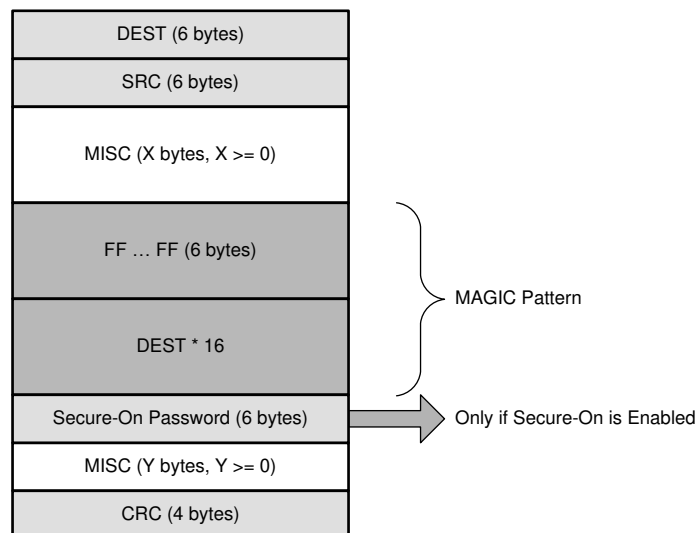 DEST (6 bytes)
SRC (6 bytes)
MISC (X bytes, X >= 0)
FF … FF (6 bytes)
MAGIC Pattern
DEST * 16
Secure-On Password (6 bytes)
Only if Secure-On is Enabled
MISC (Y bytes, Y >= 0)
CRC (4 bytes)